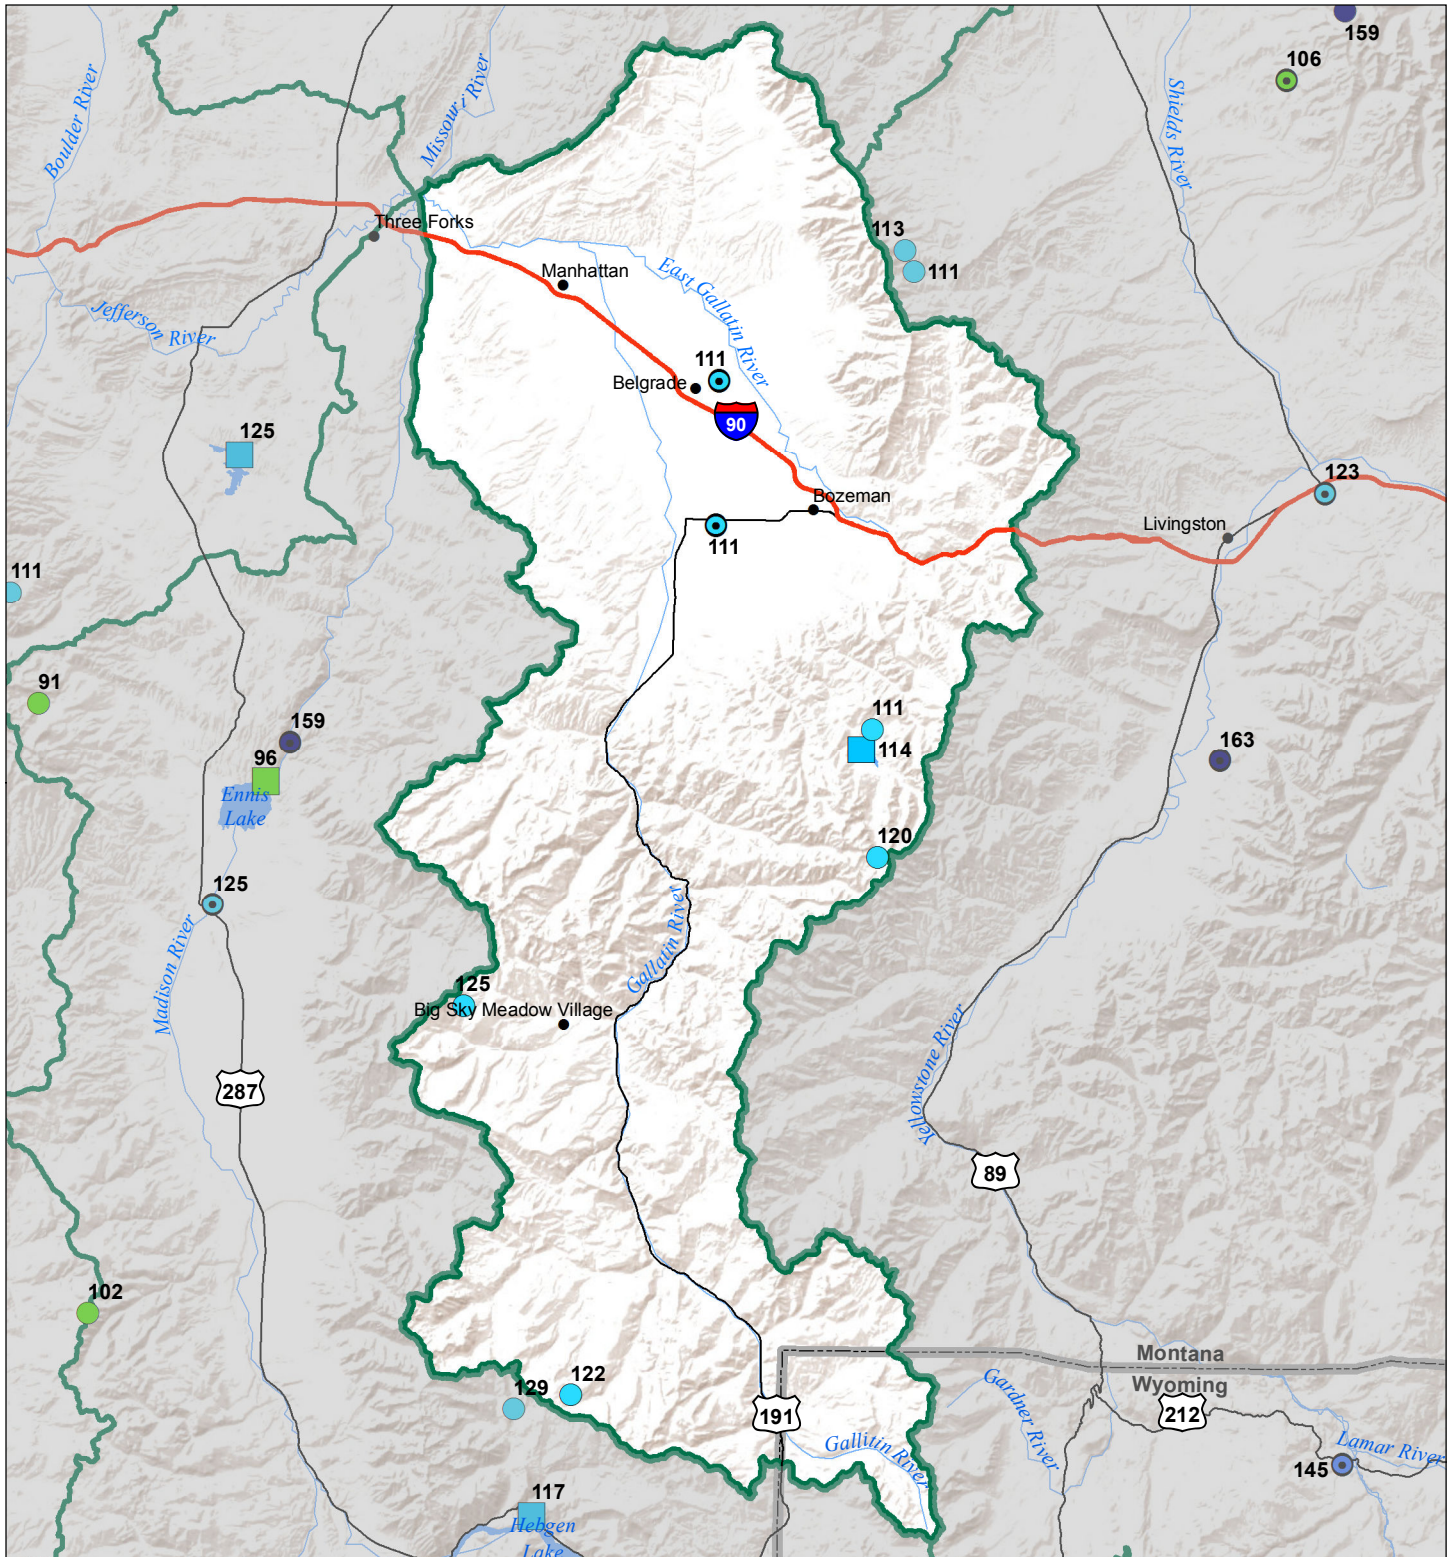 159
106
Boulder River
Missouri River
Shields River
Three Forks
113
111
Manhattan
East Gallatin River
Jefferson River
111
Belgrade
90
125
123
Bozeman
Livingston
111
111
91
159
96
Ennis
Lake
111
114
163
120
125
Madison River
Gallatin River
125
Big Sky Meadow Village
Yellowstone River
287
89
102
Montana
Wyoming
129
122
191
Gardner River
212
Gallitin River
Lamar River
145
117
Hebgen
Lake